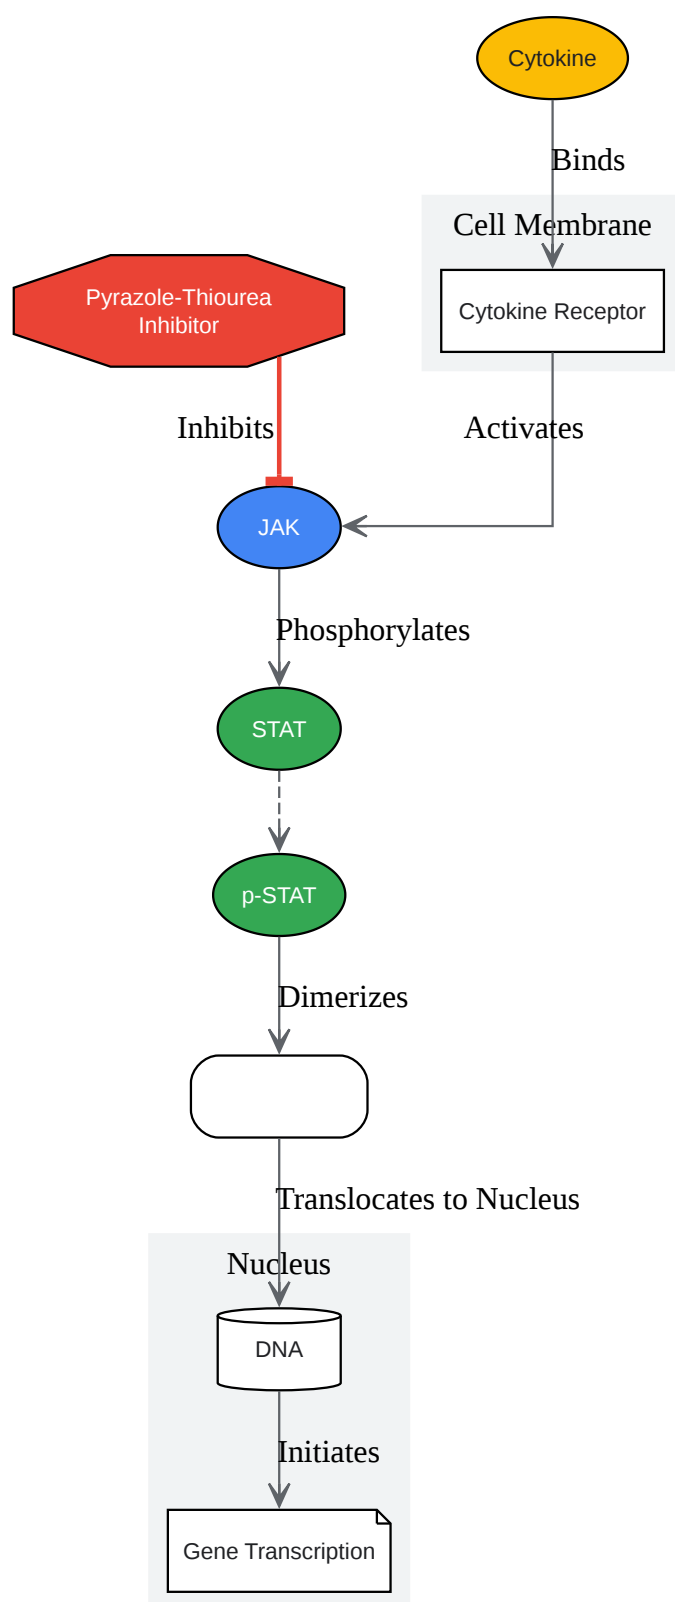 Cytokine
Binds
Cell Membrane
Cytokine Receptor
Pyrazole-Thiourea
Inhibitor
Inhibits
Activates
JAK
Phosphorylates
STAT
p-STAT
Dimerizes
Translocates to Nucleus
Nucleus
DNA
Initiates
Gene Transcription